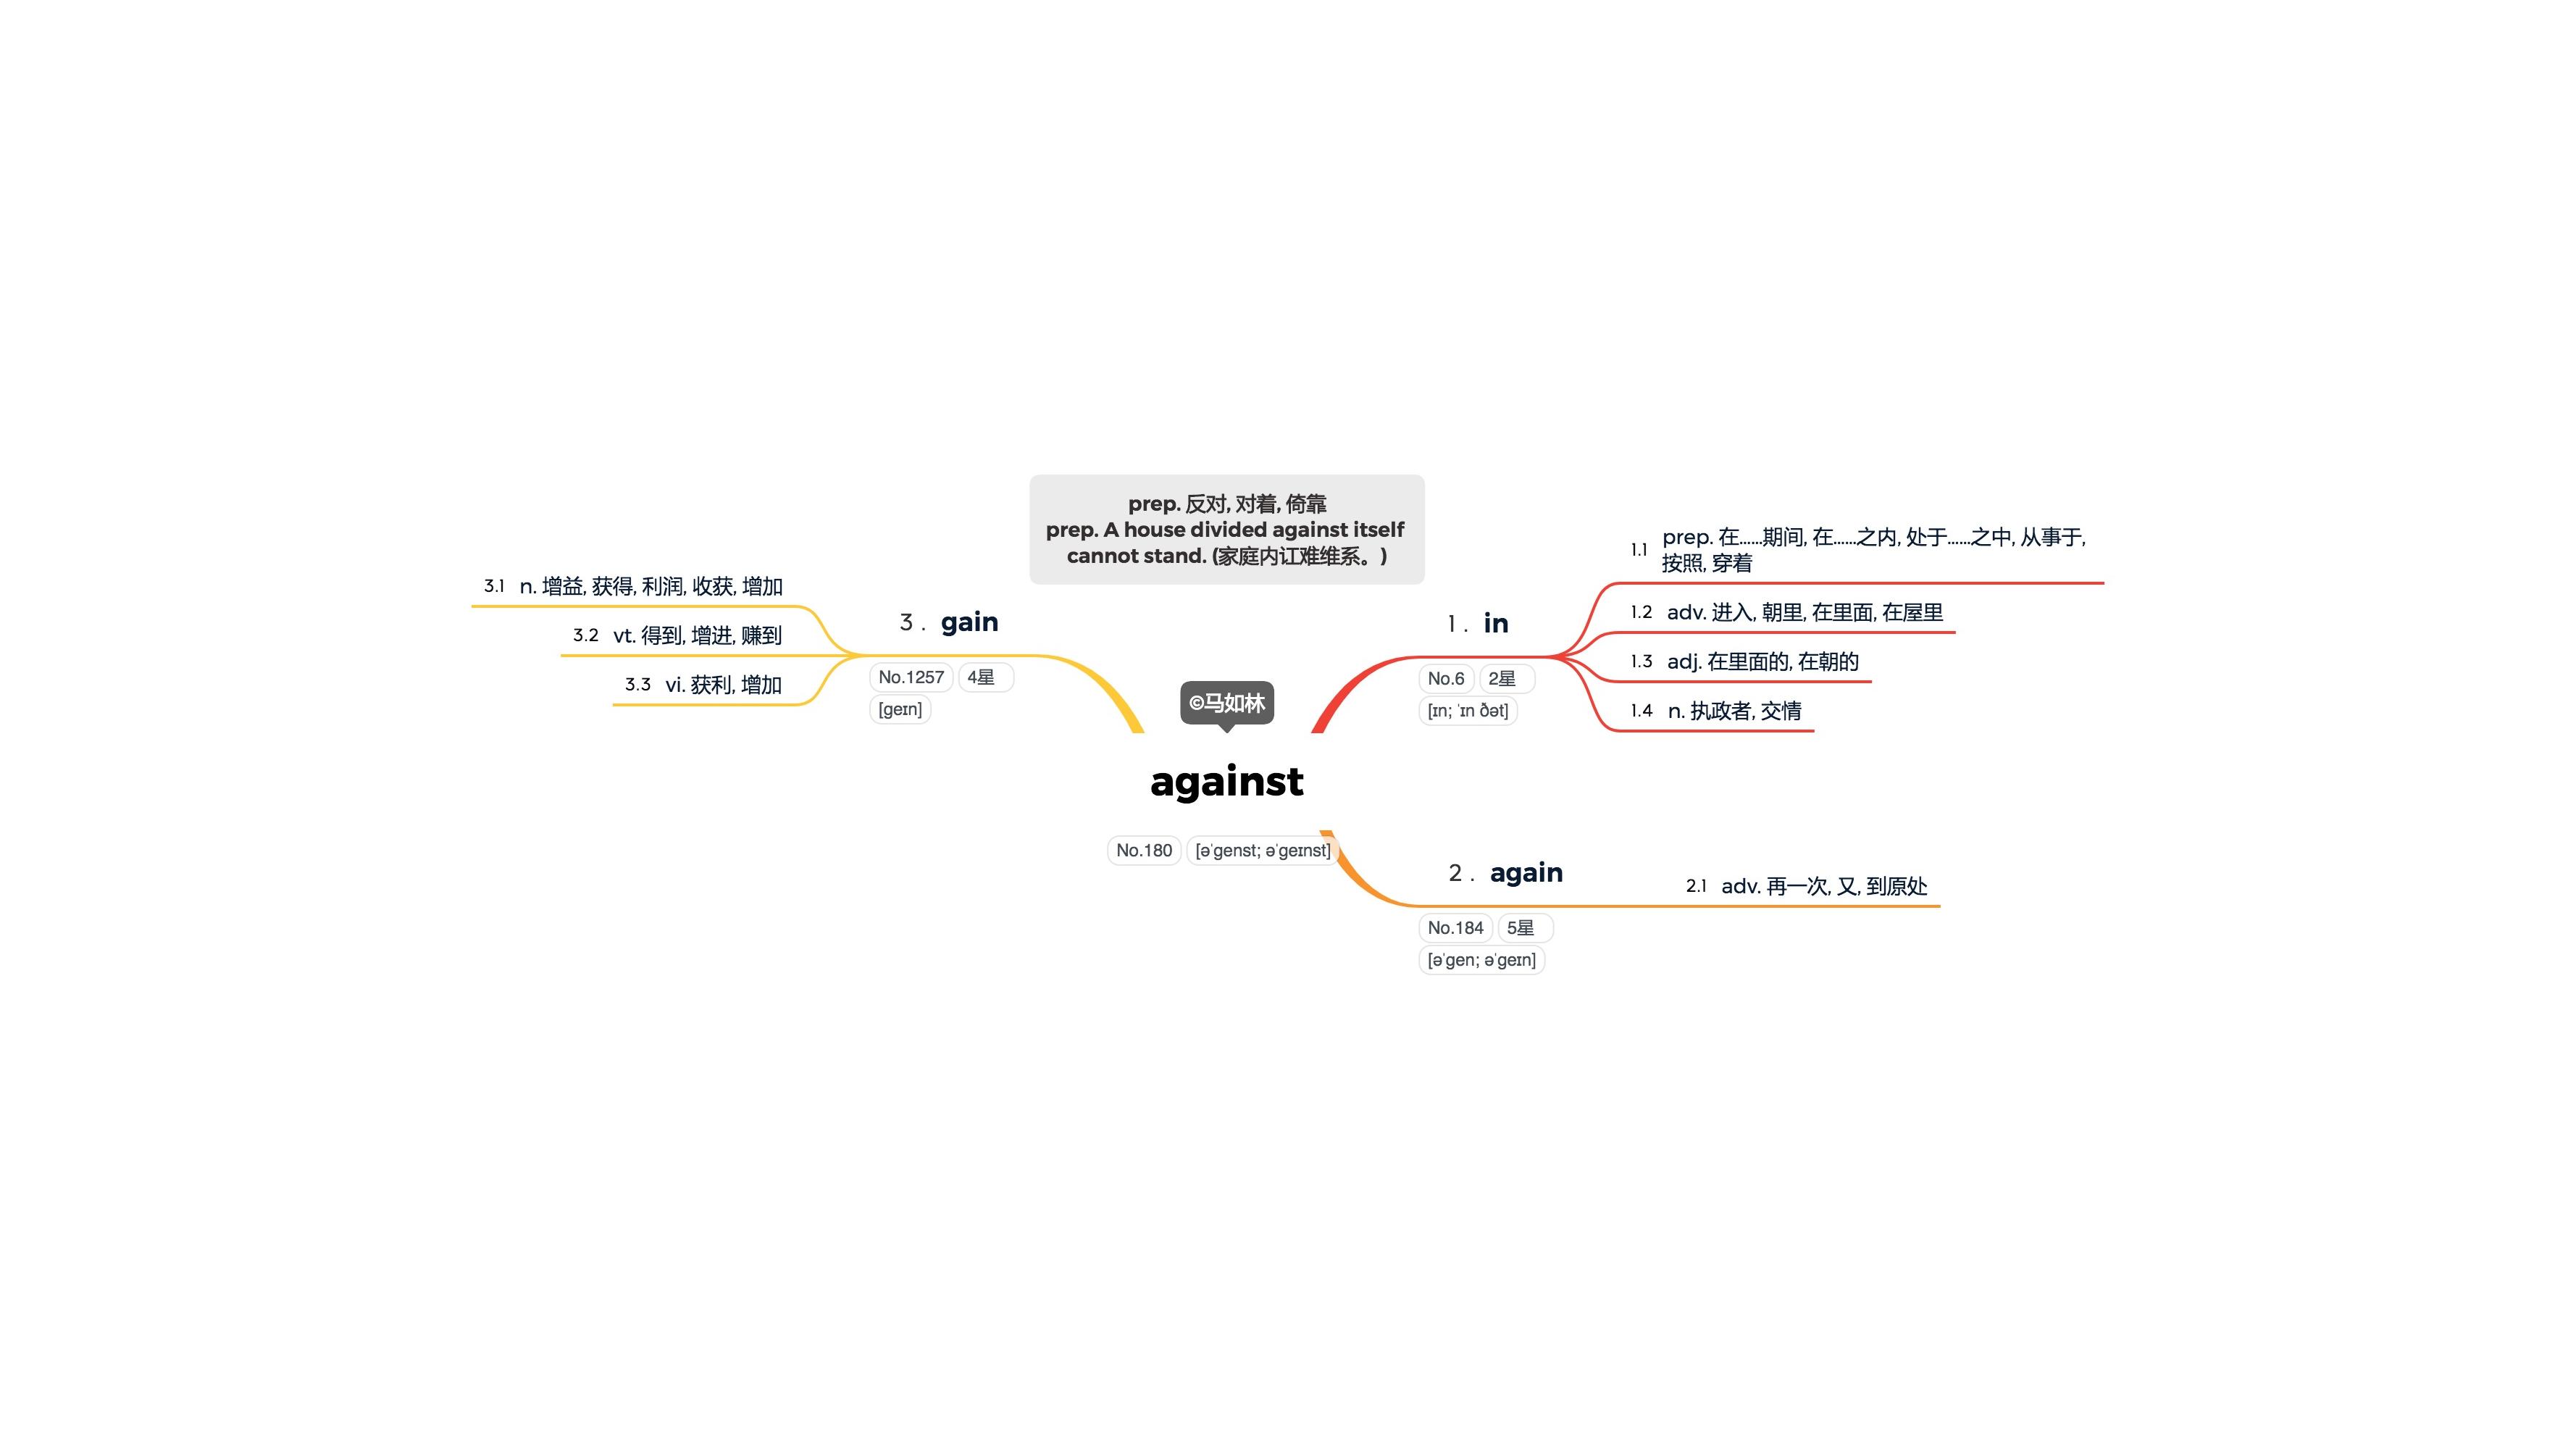 prep. 反对, 对着, 倚靠
prep. A house divided against itself
cannot stand. (家庭内讧难维系。)
©马如林
against
No.180 [əˈɡenst; əˈɡeɪnst]
1 . in
No.6 2星
[ɪn; ˈɪn ðət]
1.1 prep. 在……期间, 在……之内, 处于……之中, 从事于,
按照, 穿着
1.2 adv. 进入, 朝里, 在里面, 在屋里
1.3 adj. 在里面的, 在朝的
1.4 n. 执政者, 交情
2 . again
No.184 5星
[əˈɡen; əˈɡeɪn]
2.1 adv. 再一次, 又, 到原处
3 . gain
No.1257 4星
[ɡeɪn]
3.1 n. 增益, 获得, 利润, 收获, 增加
3.2 vt. 得到, 增进, 赚到
3.3 vi. 获利, 增加